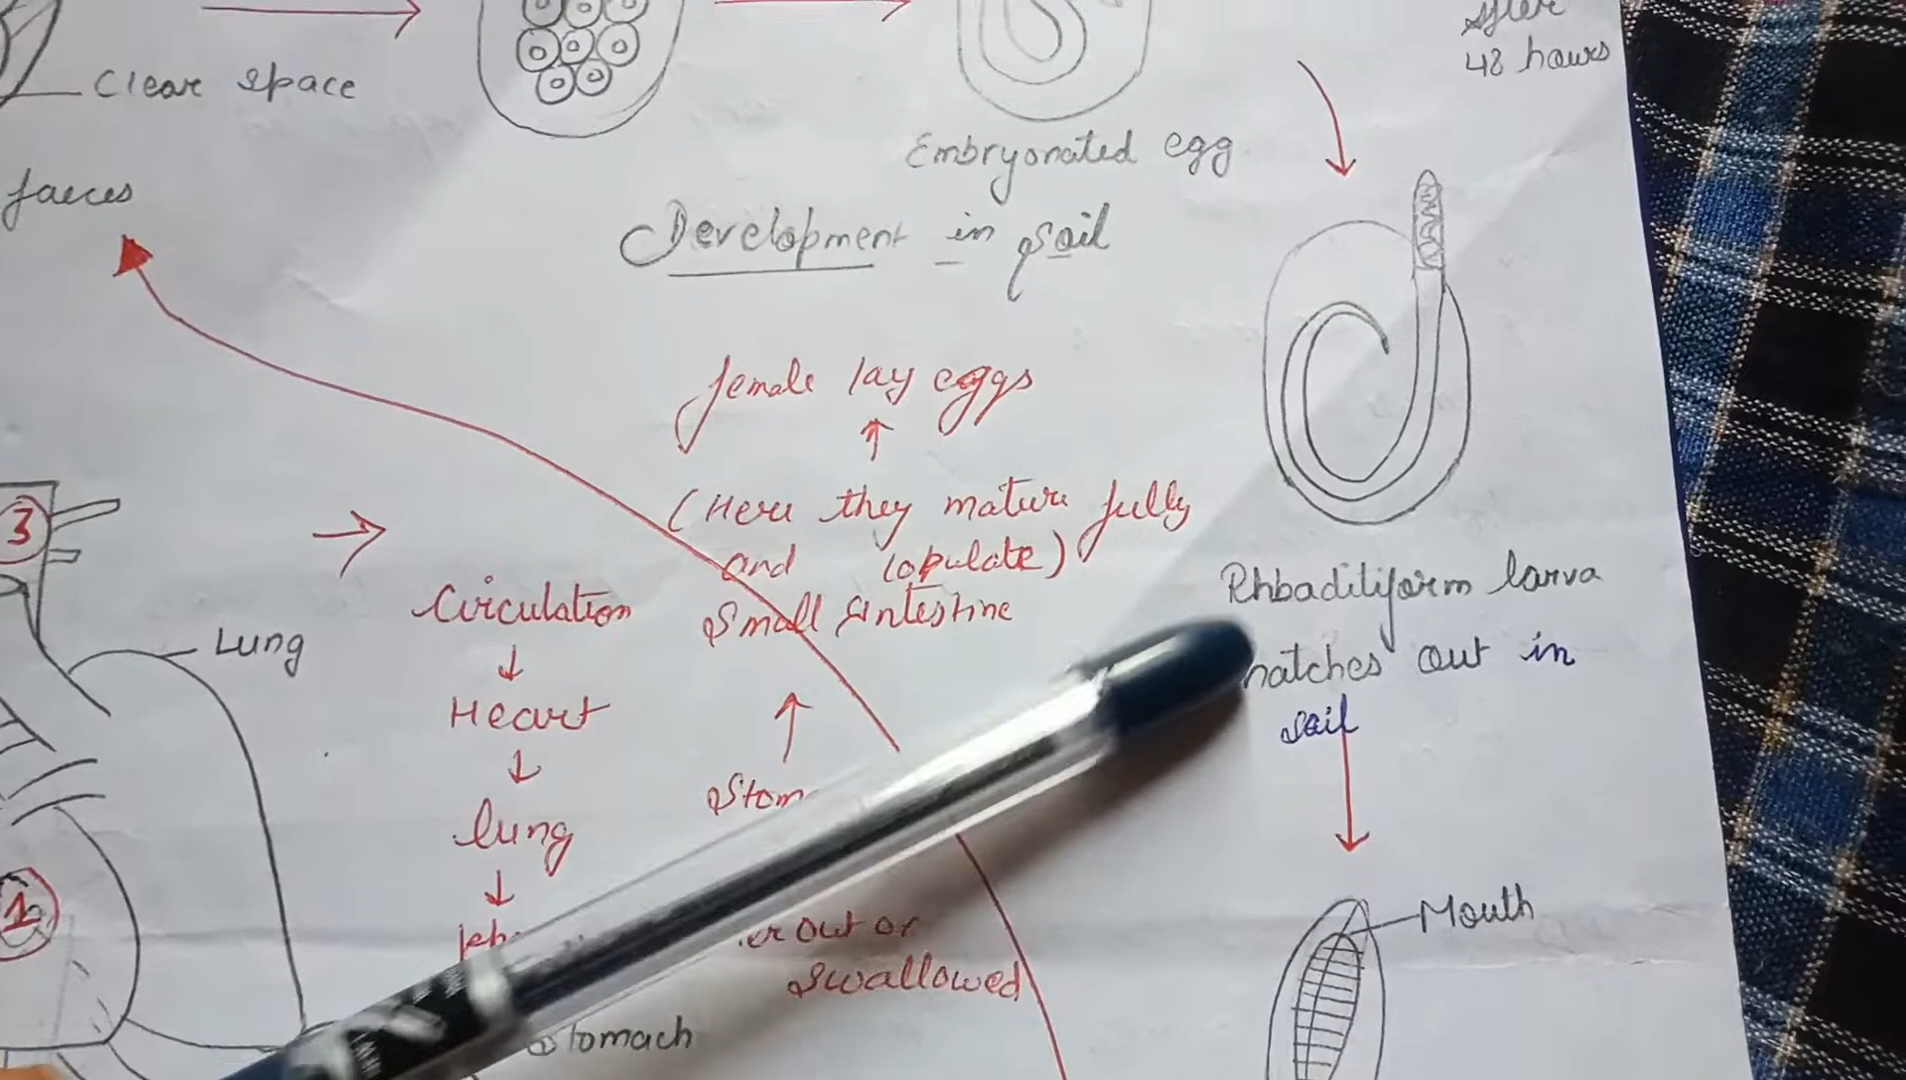 After
48 hours
Clear space
Embryonated egg
faeces
Development in soil
female lay eggs
(Here they mature fully
and copulate)
Small Intestine
3
Circulation
Lung
Heart
lung
Rhbaditiform larva
hatches out in
soil
1
Mouth
out or
swallowed
Stomach